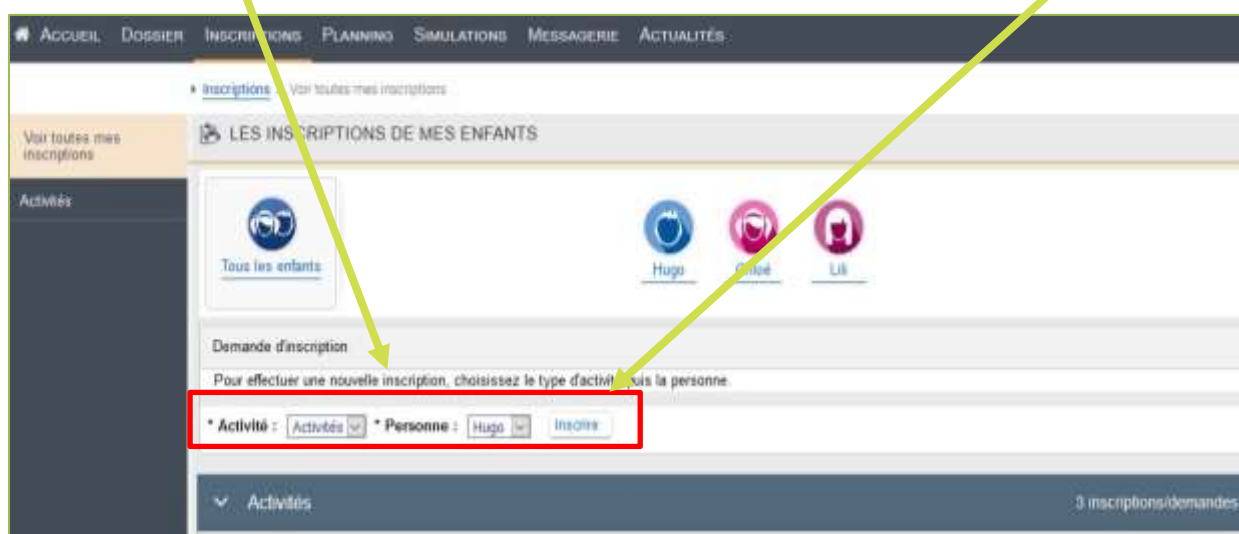 Accueil Dossier Inscriptions Planning Simulations Messagerie Actualités
Inscriptions Voir toutes mes inscriptions
Voir toutes mes
inscriptions
LES INSCRIPTIONS DE MES ENFANTS
Activités
Tous les enfants
Hugo Chloé Lili
Demande d'inscription
Pour effectuer une nouvelle inscription, choisissez le type d'activité puis la personne.
* Activité : Activités * Personne : Hugo Inscrire
Activités 3 inscriptions/demandes